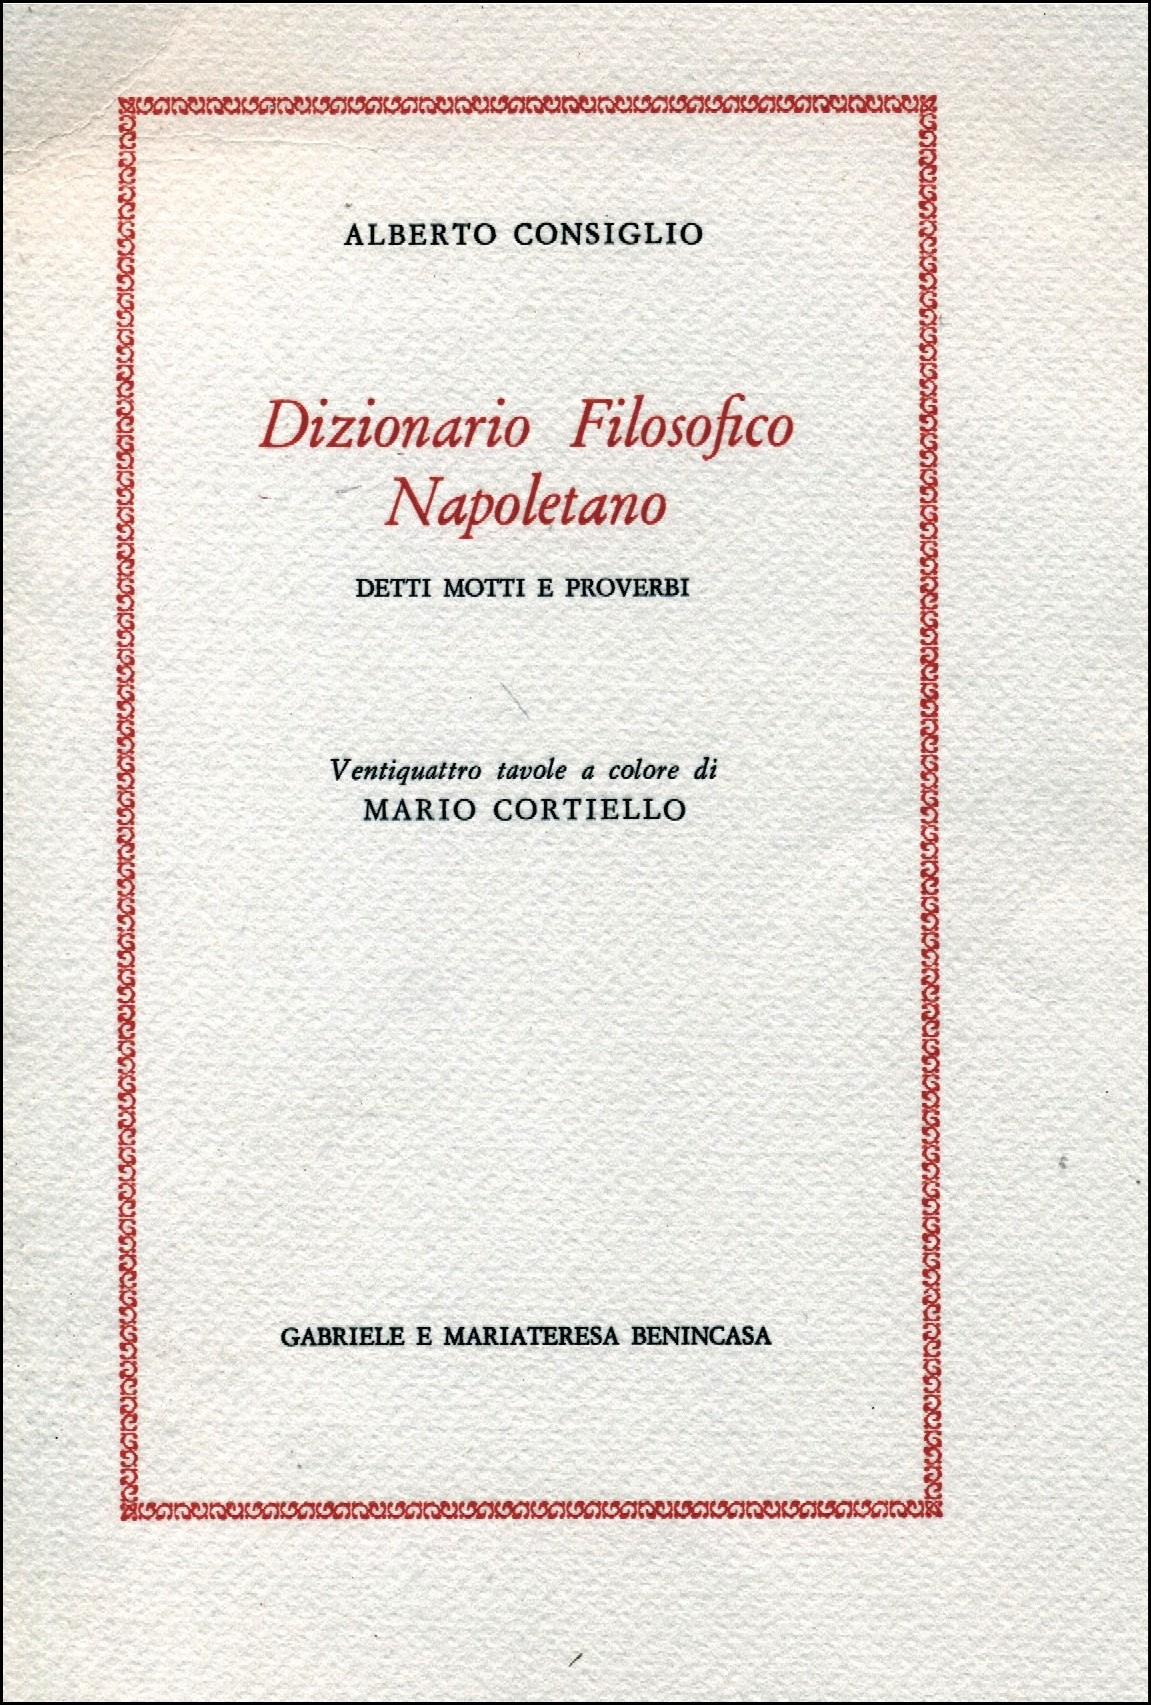 ALBERTO CONSIGLIO
Dizionario Filosofico
Napoletano
DETTI MOTTI E PROVERBI
Ventiquattro tavole a colore di
MARIO CORTIELLO
GABRIELE E MARIATERESA BENINCASA